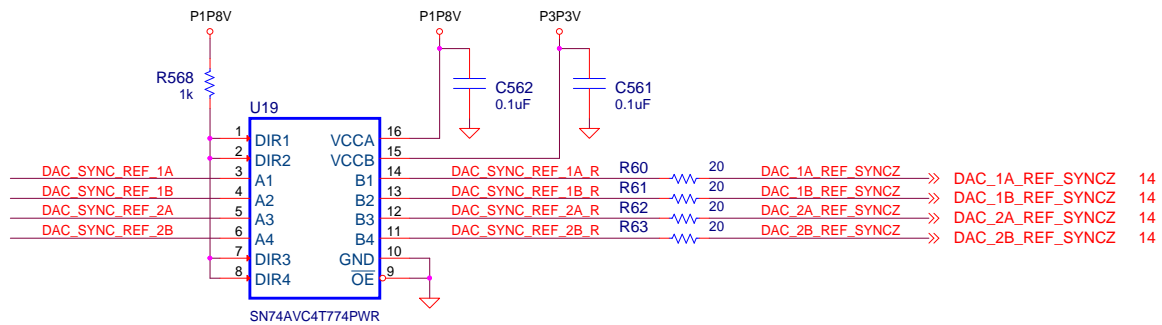 P1P8V P1P8V P3P3V
R568
1k
C562
0.1uF
C561
0.1uF
U19
1 DIR1 VCCA 16
2 DIR2 VCCB 15
DAC_SYNC_REF_1A 3 A1 B1 14 DAC_SYNC_REF_1A_R R60 20 DAC_1A_REF_SYNCZ DAC_1A_REF_SYNCZ 14
DAC_SYNC_REF_1B 4 A2 B2 13 DAC_SYNC_REF_1B_R R61 20 DAC_1B_REF_SYNCZ DAC_1B_REF_SYNCZ 14
DAC_SYNC_REF_2A 5 A3 B3 12 DAC_SYNC_REF_2A_R R62 20 DAC_2A_REF_SYNCZ DAC_2A_REF_SYNCZ 14
DAC_SYNC_REF_2B 6 A4 B4 11 DAC_SYNC_REF_2B_R R63 20 DAC_2B_REF_SYNCZ DAC_2B_REF_SYNCZ 14
7 DIR3 GND 10
8 DIR4 OE 9
SN74AVC4T774PWR